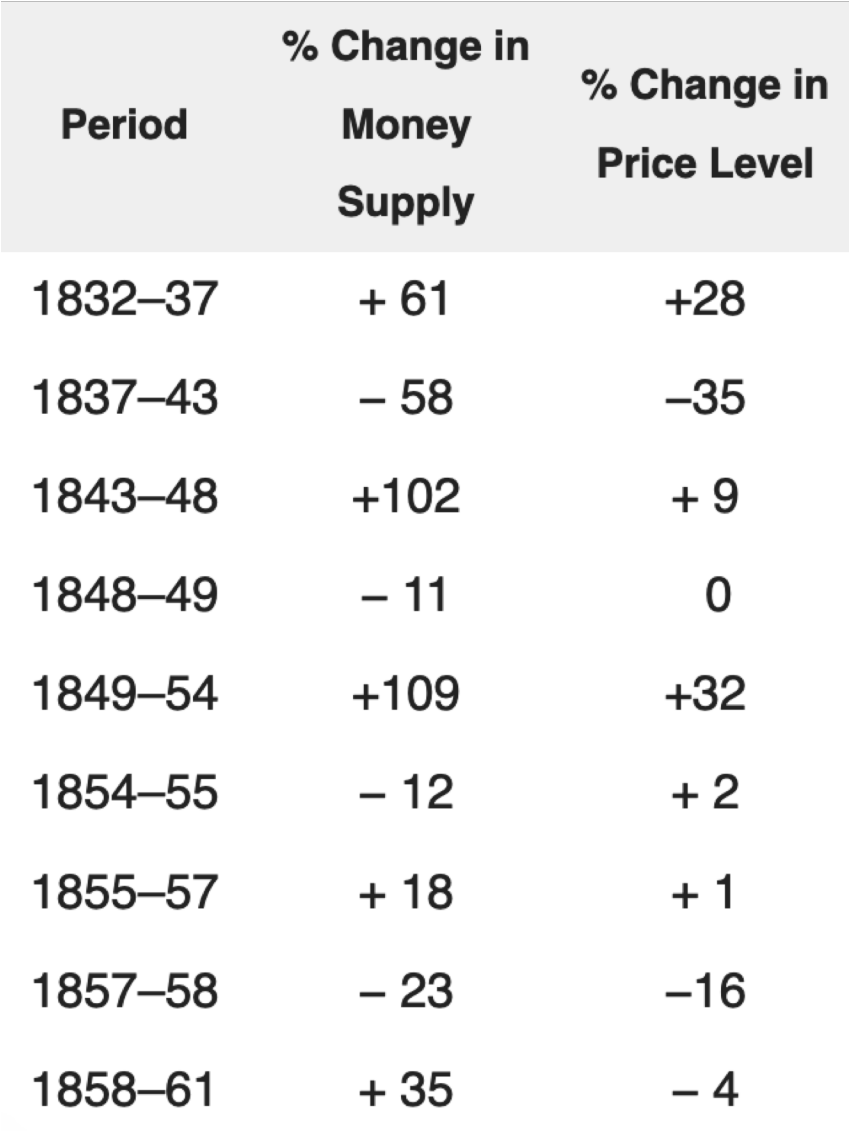 Period % Change in Money Supply % Change in Price Level
1832–37 + 61 +28
1837–43 – 58 –35
1843–48 +102 + 9
1848–49 – 11 0
1849–54 +109 +32
1854–55 – 12 + 2
1855–57 + 18 + 1
1857–58 – 23 –16
1858–61 + 35 – 4